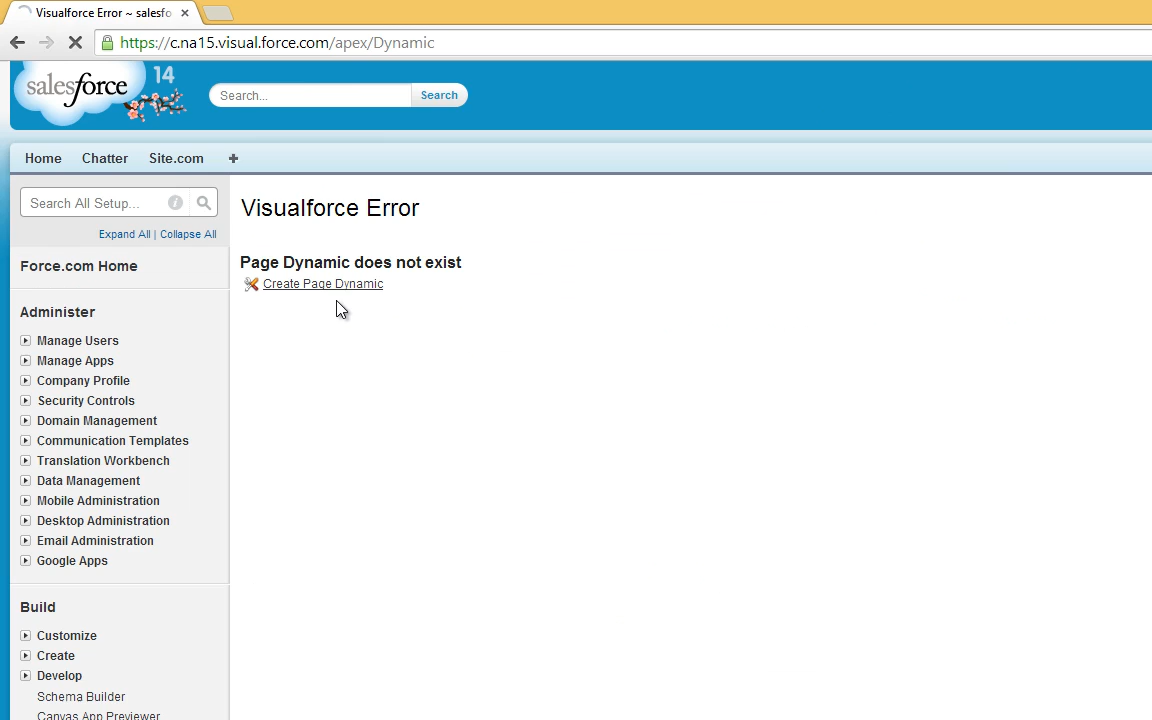 Visualforce Error ~ salesfo
https://c.na15.visual.force.com/apex/Dynamic
salesforce 14
Search...
Search
Home
Chatter
Site.com
Search All Setup...
Expand All | Collapse All
Force.com Home
Administer
Manage Users
Manage Apps
Company Profile
Security Controls
Domain Management
Communication Templates
Translation Workbench
Data Management
Mobile Administration
Desktop Administration
Email Administration
Google Apps
Build
Customize
Create
Develop
Schema Builder
Canvas App Previewer
Visualforce Error
Page Dynamic does not exist
Create Page Dynamic